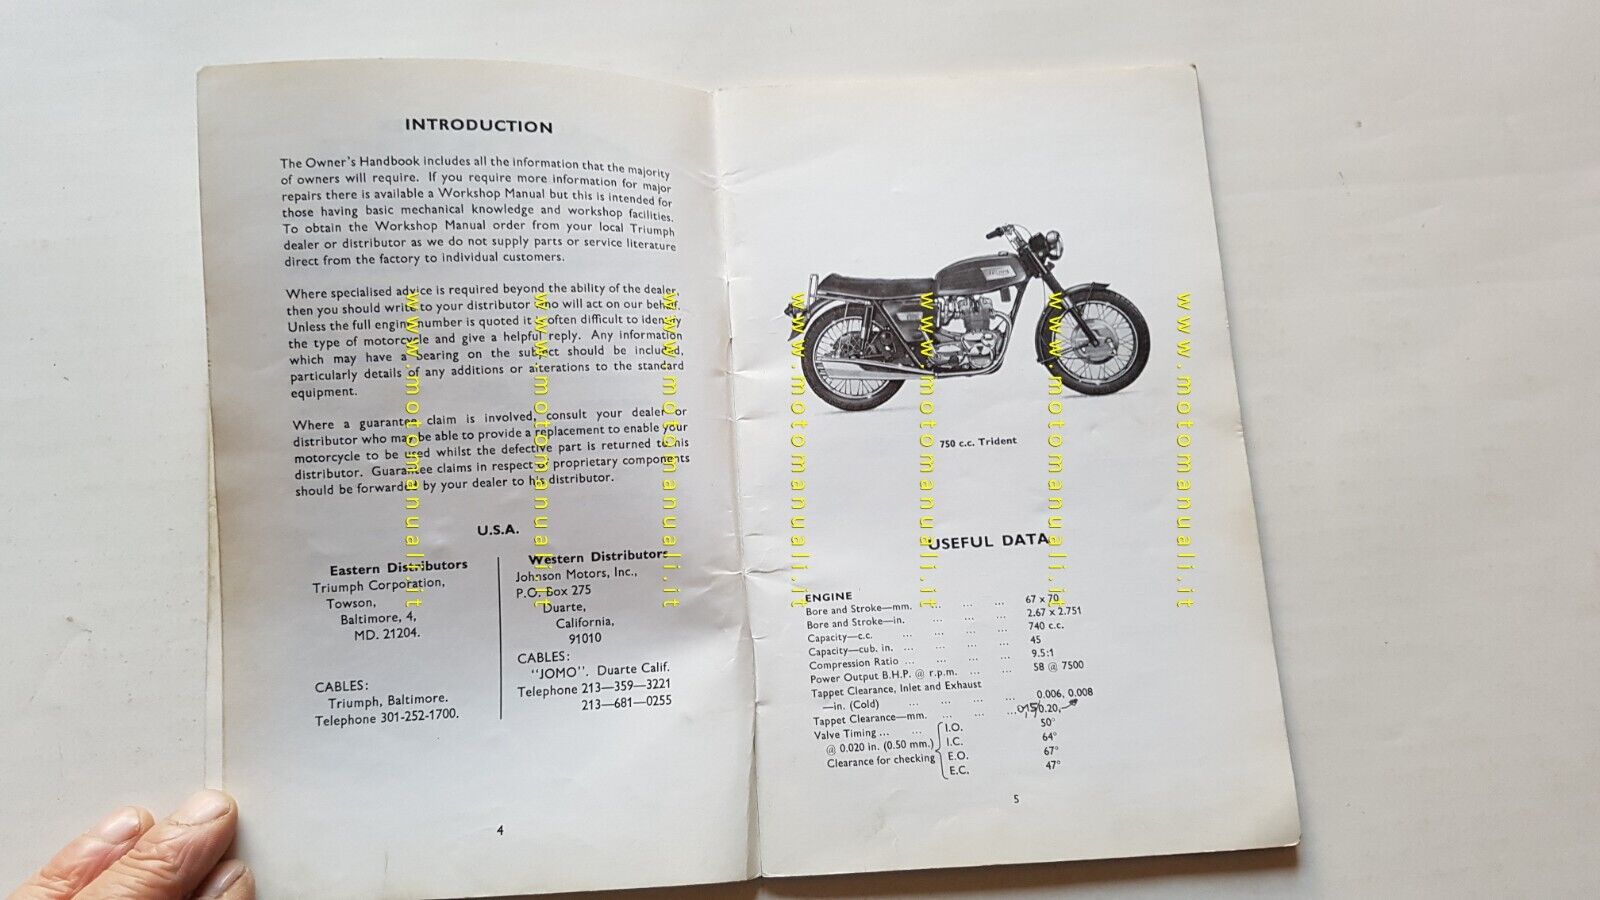 INTRODUCTION
The Owner's Handbook includes all the information that the majority
of owners will require. If you require more information for major
repairs there is available a Workshop Manual but this is intended for
those having basic mechanical knowledge and workshop facilities.
To obtain the Workshop Manual order from your local Triumph
dealer or distributor as we do not supply parts or service literature
direct from the factory to individual customers.
Where specialised advice is required beyond the ability of the dealer,
then you should write to your distributor who will act on our behalf.
Unless the full engine number is quoted it is often difficult to identify
the type of motorcycle and give a helpful reply. Any information
which may have a bearing on the subject should be included,
particularly details of any additions or alterations to the standard
equipment.
Where a guarantee claim is involved, consult your dealer or
distributor who may be able to provide a replacement to enable your
motorcycle to be used whilst the defective part is returned to his
distributor. Guarantee claims in respect of proprietary components
should be forwarded by your dealer to his distributor.
U.S.A.
Eastern Distributors
Triumph Corporation,
Towson,
Baltimore, 4,
MD. 21204.
CABLES:
Triumph, Baltimore.
Telephone 301-252-1700.
Western Distributors
Johnson Motors, Inc.,
P.O. Box 275
Duarte,
California,
91010
CABLES:
"JOMO". Duarte Calif.
Telephone 213—359—3221
213—681—0255
4
TRIUMPH
750 c.c. Trident
USEFUL DATA
ENGINE
Bore and Stroke—mm. ... ... ... 67 x 70
Bore and Stroke—in. ... ... ... 2.67 x 2.751
Capacity—c.c. ... ... ... ... 740 c.c.
Capacity—cub. in. ... ... ... ... 45
Compression Ratio ... ... ... ... 9.5:1
Power Output B.H.P. @ r.p.m. ... ... 58 @ 7500
Tappet Clearance, Inlet and Exhaust
—in. (Cold) ... ... ... ... 0.006, 0.008
Tappet Clearance—mm. ... ... ... 0.20,
Valve Timing ... ... I.O. 50°
@ 0.020 in. (0.50 mm.) I.C. 64°
Clearance for checking E.O. 67°
E.C. 47°
5
www.motomanuali.it
www.motomanuali.it
www.motomanuali.it
www.motomanuali.it
www.motomanuali.it
www.motomanuali.it
www.motomanuali.it